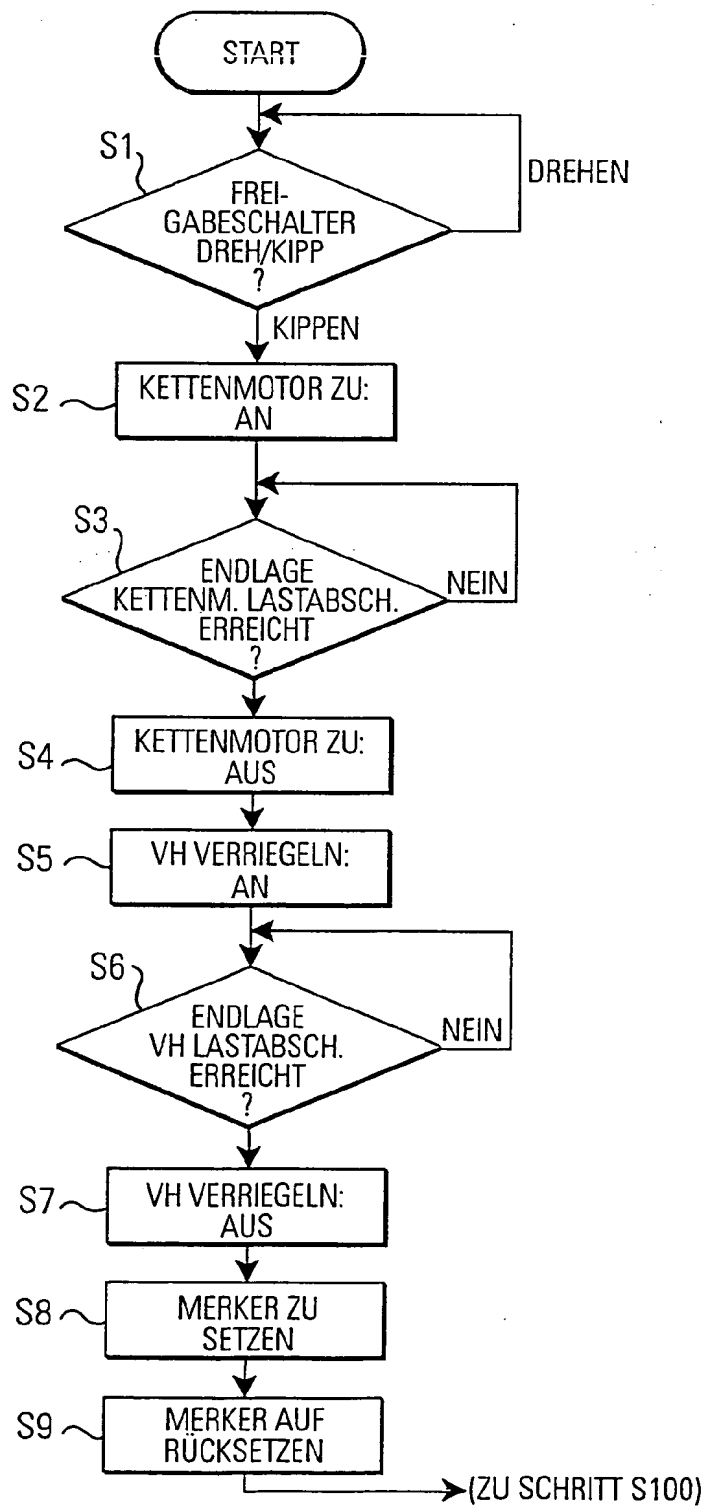 START
S1
FREI-
GABESCHALTER
DREH/KIPP
?
DREHEN
KIPPEN
S2
KETTENMOTOR ZU:
AN
S3
ENDLAGE
KETTENM. LASTABSCH.
ERREICHT
?
NEIN
S4
KETTENMOTOR ZU:
AUS
S5
VH VERRIEGELN:
AN
S6
ENDLAGE
VH LASTABSCH.
ERREICHT
?
NEIN
S7
VH VERRIEGELN:
AUS
S8
MERKER ZU
SETZEN
S9
MERKER AUF
RÜCKSETZEN
(ZU SCHRITT S100)